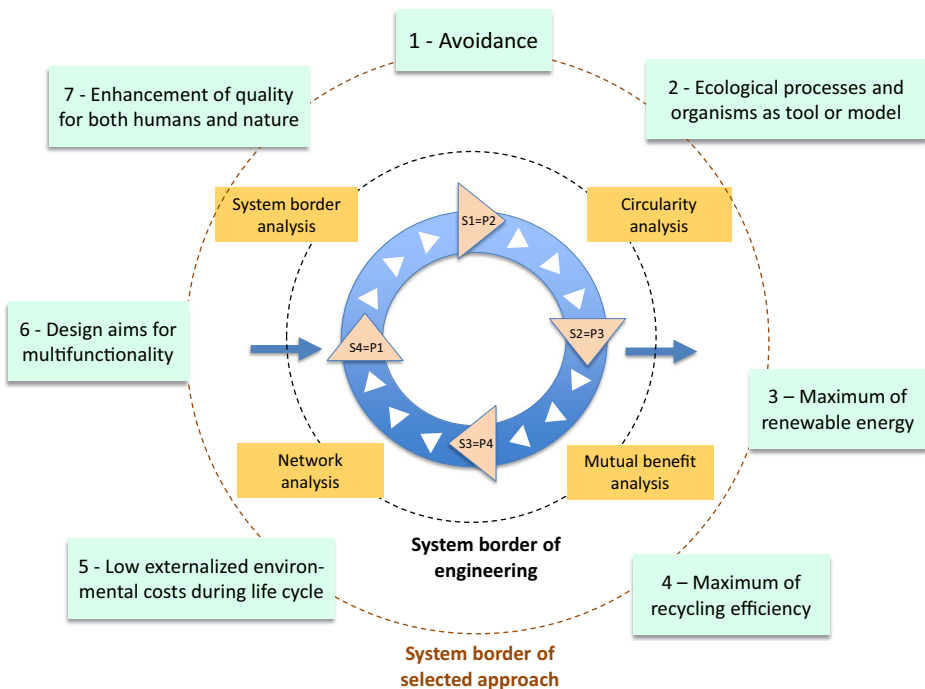 1 - Avoidance
2 - Ecological processes and
organisms as tool or model
7 - Enhancement of quality
for both humans and nature
System border
analysis
Circularity
analysis
S1=P2
S2=P3
S3=P4
S4=P1
6 - Design aims for
multifunctionality
3 – Maximum of
renewable energy
Network
analysis
Mutual benefit
analysis
System border of
engineering
5 - Low externalized environ-
mental costs during life cycle
4 – Maximum of
recycling efficiency
System border of
selected approach